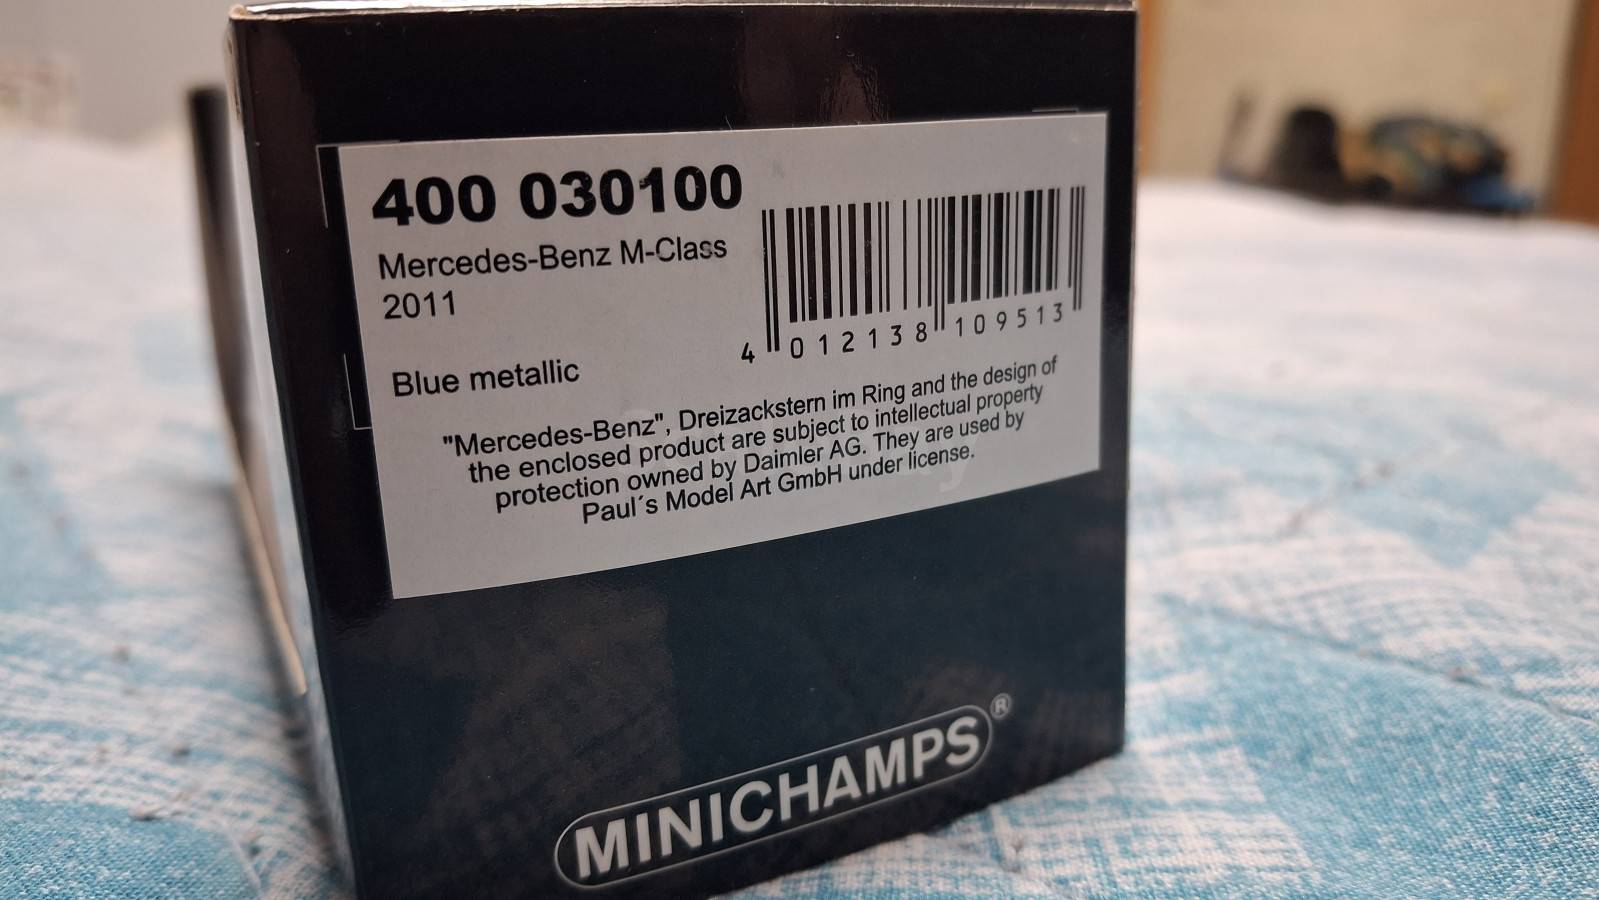 400 030100
Mercedes-Benz M-Class
2011
Blue metallic
4 012138 109513
"Mercedes-Benz", Dreizackstern im Ring and the design of
the enclosed product are subject to intellectual property
protection owned by Daimler AG. They are used by
Paul´s Model Art GmbH under license.
MINICHAMPS®